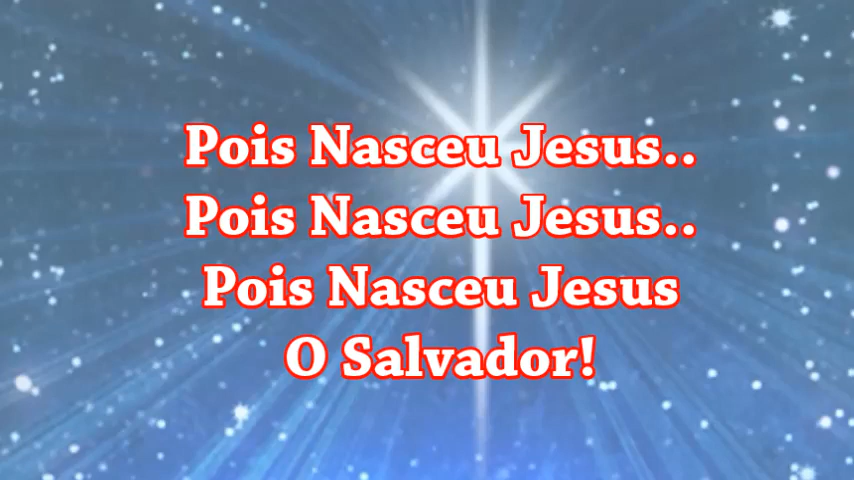 Pois Nasceu Jesus..
Pois Nasceu Jesus..
Pois Nasceu Jesus
O Salvador!